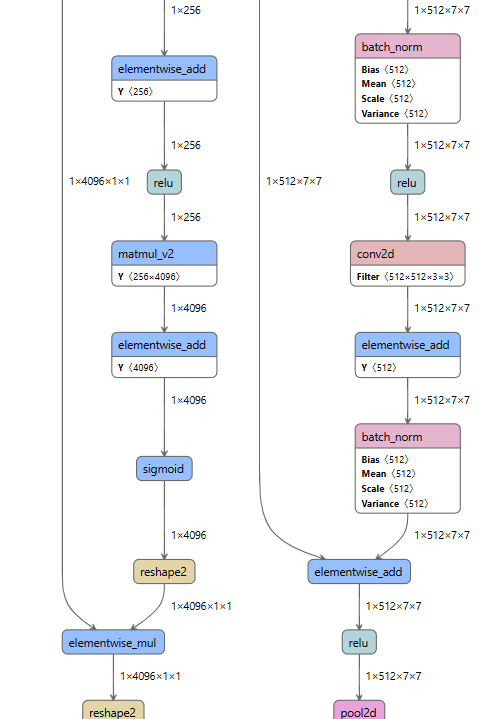 1×256
elementwise_add
Y ⟨256⟩
1×256
1×4096×1×1
relu
1×256
matmul_v2
Y ⟨256×4096⟩
1×4096
elementwise_add
Y ⟨4096⟩
1×4096
sigmoid
1×4096
reshape2
1×4096×1×1
elementwise_mul
1×4096×1×1
reshape2
1×512×7×7
batch_norm
Bias ⟨512⟩
Mean ⟨512⟩
Scale ⟨512⟩
Variance ⟨512⟩
1×512×7×7
1×512×7×7
relu
1×512×7×7
conv2d
Filter ⟨512×512×3×3⟩
1×512×7×7
elementwise_add
Y ⟨512⟩
1×512×7×7
batch_norm
Bias ⟨512⟩
Mean ⟨512⟩
Scale ⟨512⟩
Variance ⟨512⟩
1×512×7×7
elementwise_add
1×512×7×7
relu
1×512×7×7
pool2d